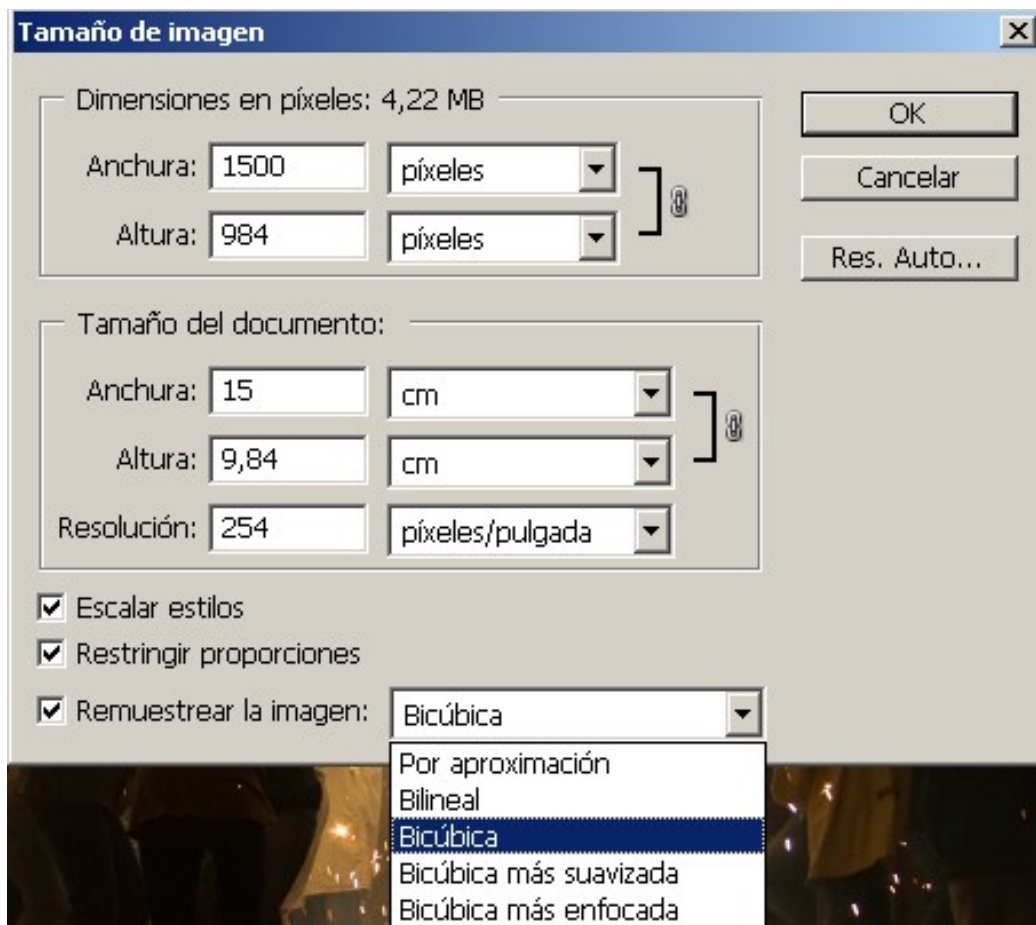 Tamaño de imagen
Dimensiones en píxeles: 4,22 MB
OK
Anchura: 1500 píxeles
Cancelar
Altura: 984 píxeles
Res. Auto...
Tamaño del documento:
Anchura: 15 cm
Altura: 9,84 cm
Resolución: 254 píxeles/pulgada
Escalar estilos
Restringir proporciones
Remuestrear la imagen: Bicúbica
Por aproximación
Bilineal
Bicúbica
Bicúbica más suavizada
Bicúbica más enfocada